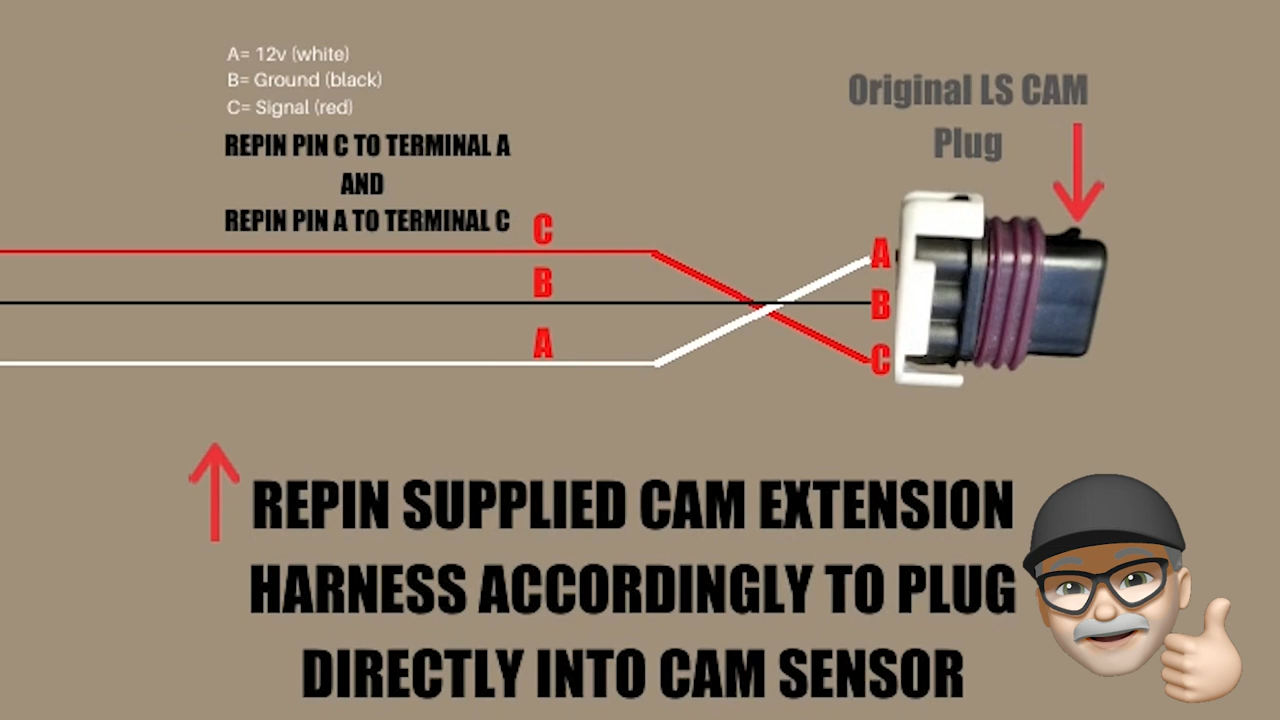 A= 12v (white)
B= Ground (black)
C= Signal (red)
REPIN PIN C TO TERMINAL A
AND
REPIN PIN A TO TERMINAL C
Original LS CAM
Plug
C
B
A
A
B
C
REPIN SUPPLIED CAM EXTENSION
HARNESS ACCORDINGLY TO PLUG
DIRECTLY INTO CAM SENSOR